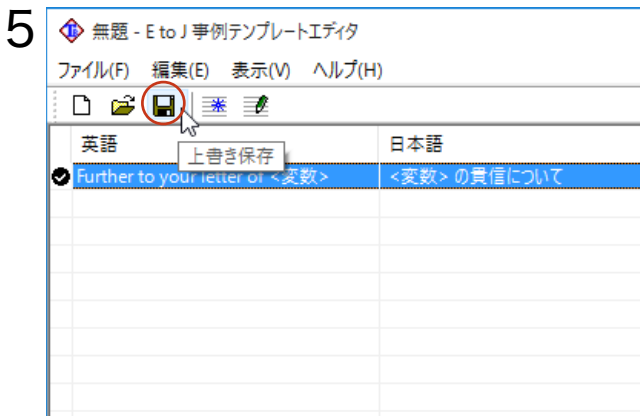 5
無題 - E to J 事例テンプレートエディタ
ファイル(F) 編集(E) 表示(V) ヘルプ(H)
英語 日本語
上書き保存
Further to your letter of <変数> <変数> の貴信について